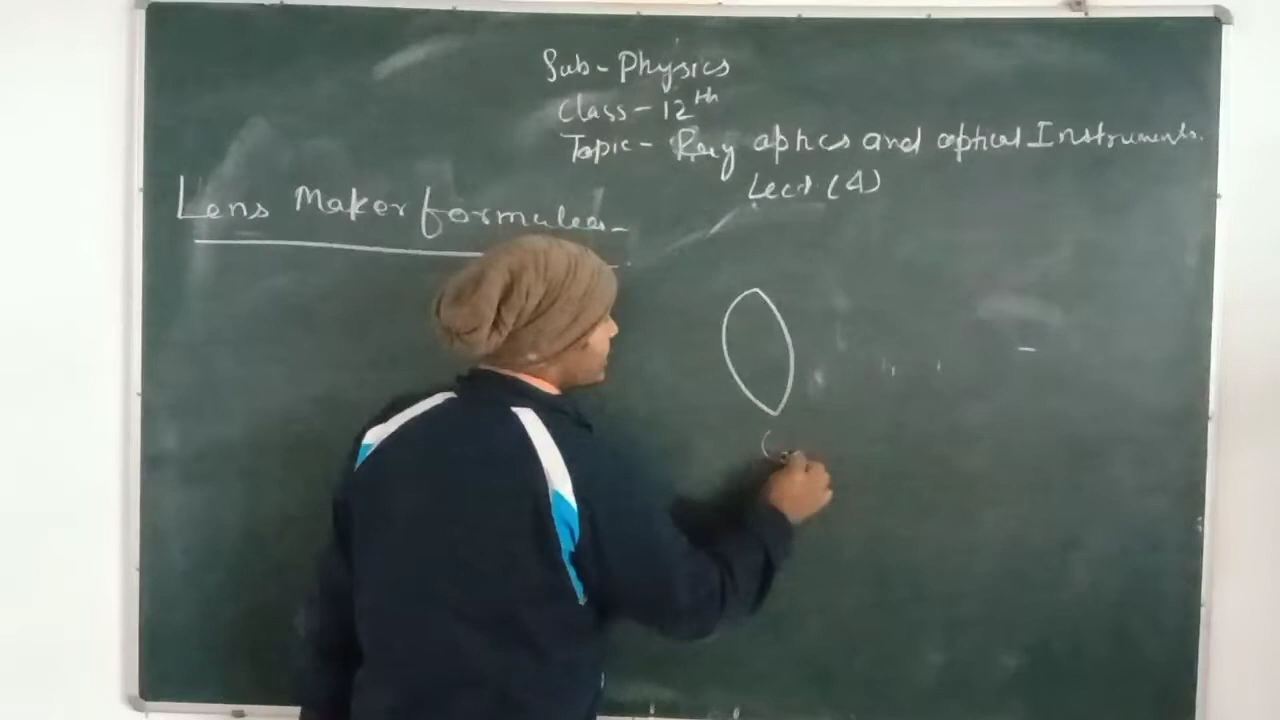 Sub - Physics
Class - 12th
Topic - Ray optics and optical Instruments.
Lect. (4)
Lens Maker formulea -